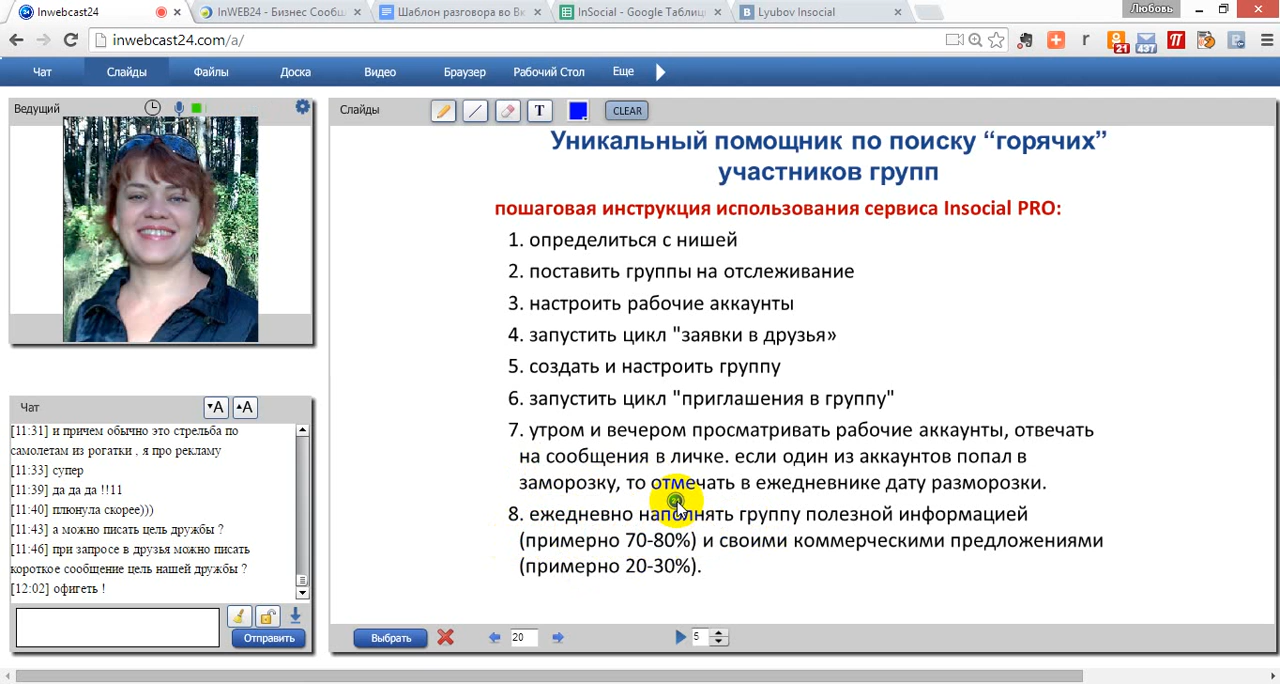 Inwebcast24
InWEB24 - Бизнес Сообщ
Шаблон разговора во Вк
InSocial - Google Таблиц
Lyubov Insocial
Любовь
inwebcast24.com/a/
21
437
Чат
Слайды
Файлы
Доска
Видео
Браузер
Рабочий Стол
Еще
Ведущий
Слайды
T
CLEAR
Уникальный помощник по поиску “горячих”
участников групп
пошаговая инструкция использования сервиса Insocial PRO:
1. определиться с нишей
2. поставить группы на отслеживание
3. настроить рабочие аккаунты
4. запустить цикл "заявки в друзья»
5. создать и настроить группу
6. запустить цикл "приглашения в группу"
7. утром и вечером просматривать рабочие аккаунты, отвечать
на сообщения в личке. если один из аккаунтов попал в
заморозку, то отмечать в ежедневнике дату разморозки.
8. ежедневно наполнять группу полезной информацией
(примерно 70-80%) и своими коммерческими предложениями
(примерно 20-30%).
Чат
▾A
▴A
[11:31] и причем обычно это стрельба по
самолетам из рогатки , я про рекламу
[11:33] супер
[11:39] да да да !!11
[11:40] плюнула скорее)))
[11:43] а можно писать цель дружбы ?
[11:46] при запросе в друзья можно писать
короткое сообщение цель нашей дружбы ?
[12:02] офигеть !
Отправить
Выбрать
20
5